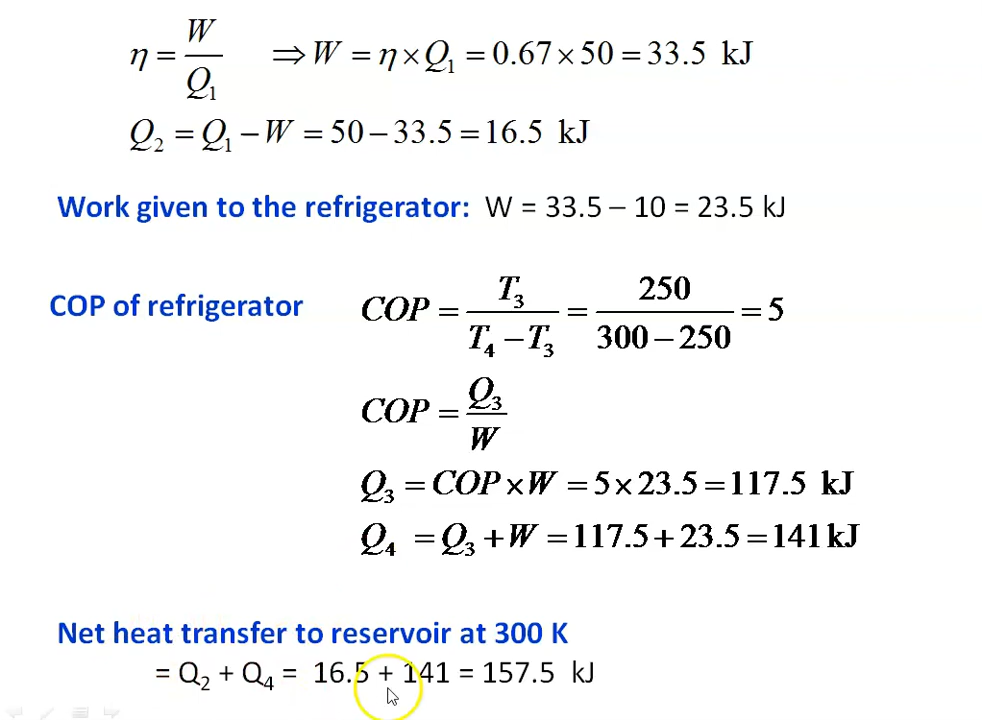 η = W/Q₁ ⇒ W = η × Q₁ = 0.67 × 50 = 33.5 kJ
Q₂ = Q₁ − W = 50 − 33.5 = 16.5 kJ
Work given to the refrigerator: W = 33.5 – 10 = 23.5 kJ
COP of refrigerator COP = T₃/(T₄ − T₃) = 250/(300 − 250) = 5
COP = Q₃/W
Q₃ = COP × W = 5 × 23.5 = 117.5 kJ
Q₄ = Q₃ + W = 117.5 + 23.5 = 141 kJ
Net heat transfer to reservoir at 300 K
= Q₂ + Q₄ = 16.5 + 141 = 157.5 kJ